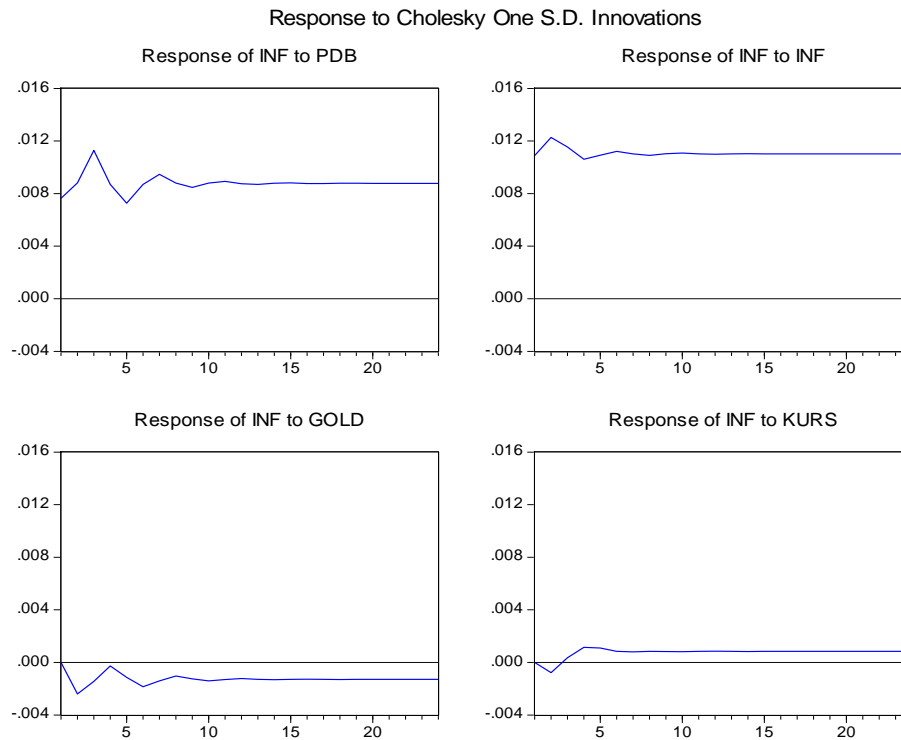 Response to Cholesky One S.D. Innovations
Response of INF to PDB
.016
.012
.008
.004
.000
-.004
5 10 15 20
Response of INF to INF
.016
.012
.008
.004
.000
-.004
5 10 15 20
Response of INF to GOLD
.016
.012
.008
.004
.000
-.004
5 10 15 20
Response of INF to KURS
.016
.012
.008
.004
.000
-.004
5 10 15 20